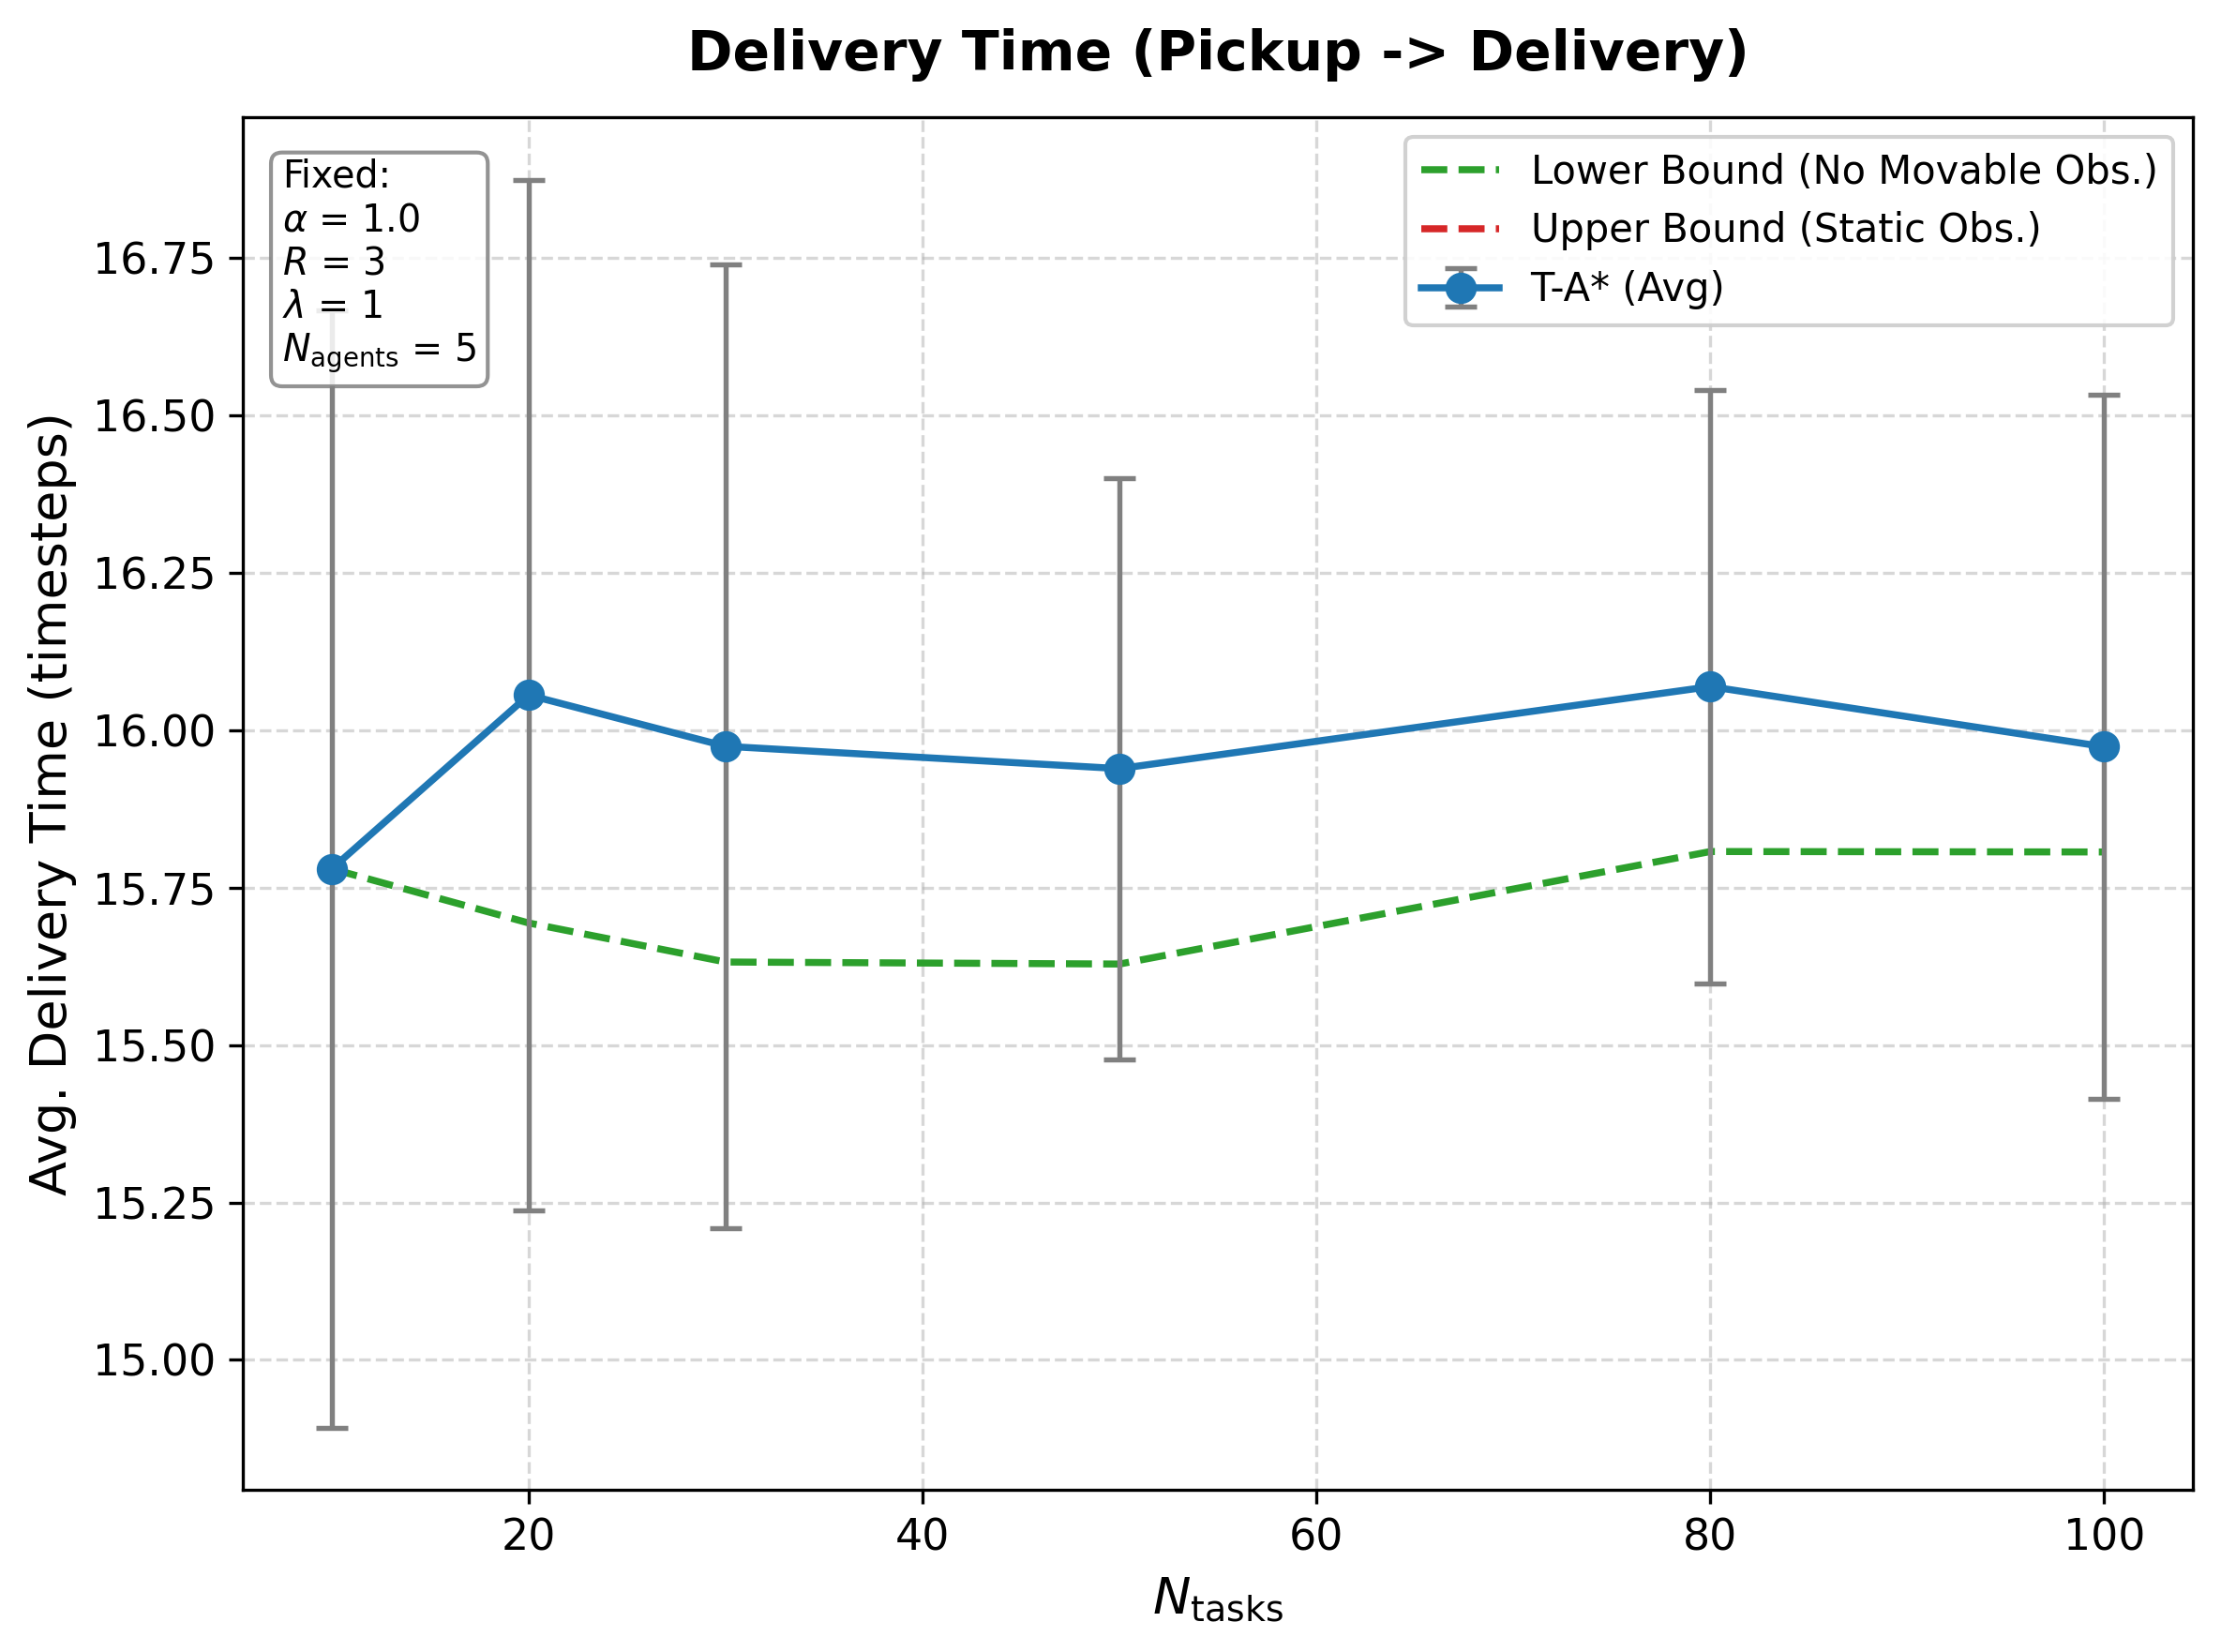 Delivery Time (Pickup -> Delivery)
Fixed:
α = 1.0
R = 3
λ = 1
N_agents = 5
Lower Bound (No Movable Obs.)
Upper Bound (Static Obs.)
T-A* (Avg)
Avg. Delivery Time (timesteps)
16.75
16.50
16.25
16.00
15.75
15.50
15.25
15.00
20 40 60 80 100
N_tasks